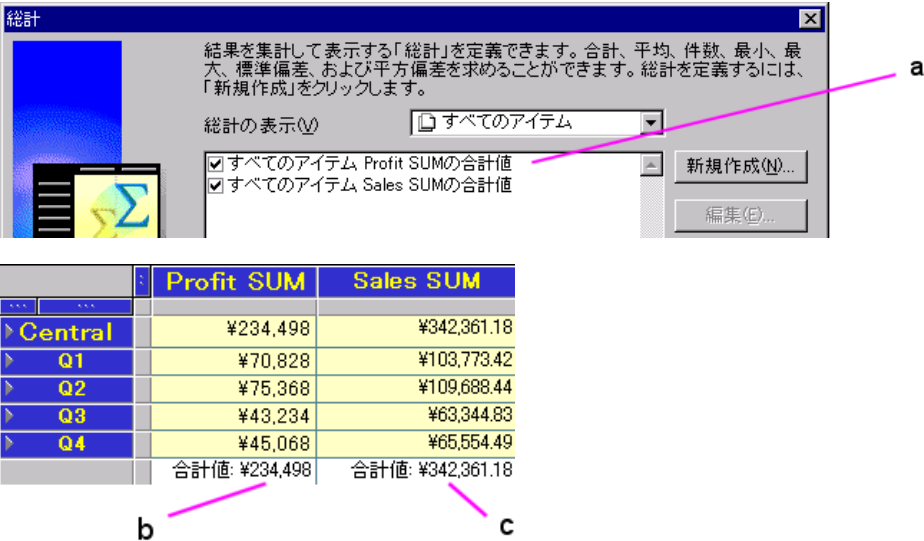 総計
結果を集計して表示する「総計」を定義できます。合計、平均、件数、最小、最
大、標準偏差、および平方偏差を求めることができます。総計を定義するには、
「新規作成」をクリックします。
a
総計の表示(V)
すべてのアイテム
すべてのアイテム Profit SUMの合計値
すべてのアイテム Sales SUMの合計値
新規作成(N)...
編集(E)...
Profit SUM Sales SUM
Central ¥234,498 ¥342,361.18
Q1 ¥70,828 ¥103,773.42
Q2 ¥75,368 ¥109,688.44
Q3 ¥43,234 ¥63,344.83
Q4 ¥45,068 ¥65,554.49
合計値: ¥234,498 合計値: ¥342,361.18
b c